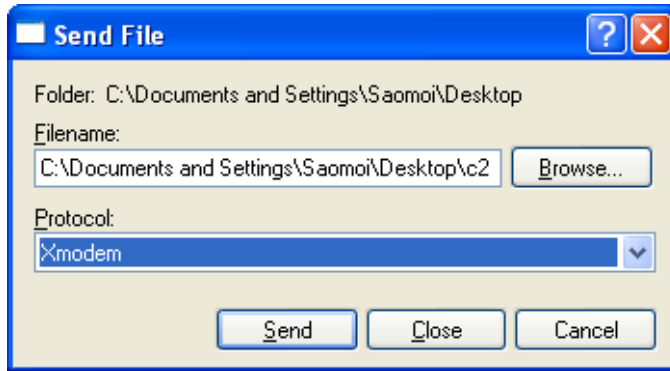 Send File
Folder: C:\Documents and Settings\Saomoi\Desktop
Filename:
C:\Documents and Settings\Saomoi\Desktop\c2 Browse...
Protocol:
Xmodem
Send Close Cancel